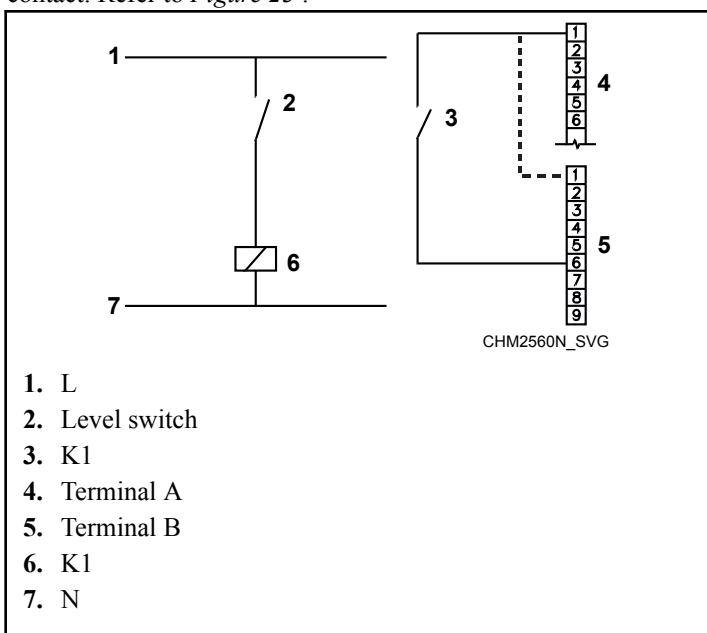 contact. Refer to Figure 25 .
1
2
3
4
5
6
4
1
2
3
1
2
3
4
5
6
7
8
9
5
6
7
CHM2560N_SVG
1. L
2. Level switch
3. K1
4. Terminal A
5. Terminal B
6. K1
7. N